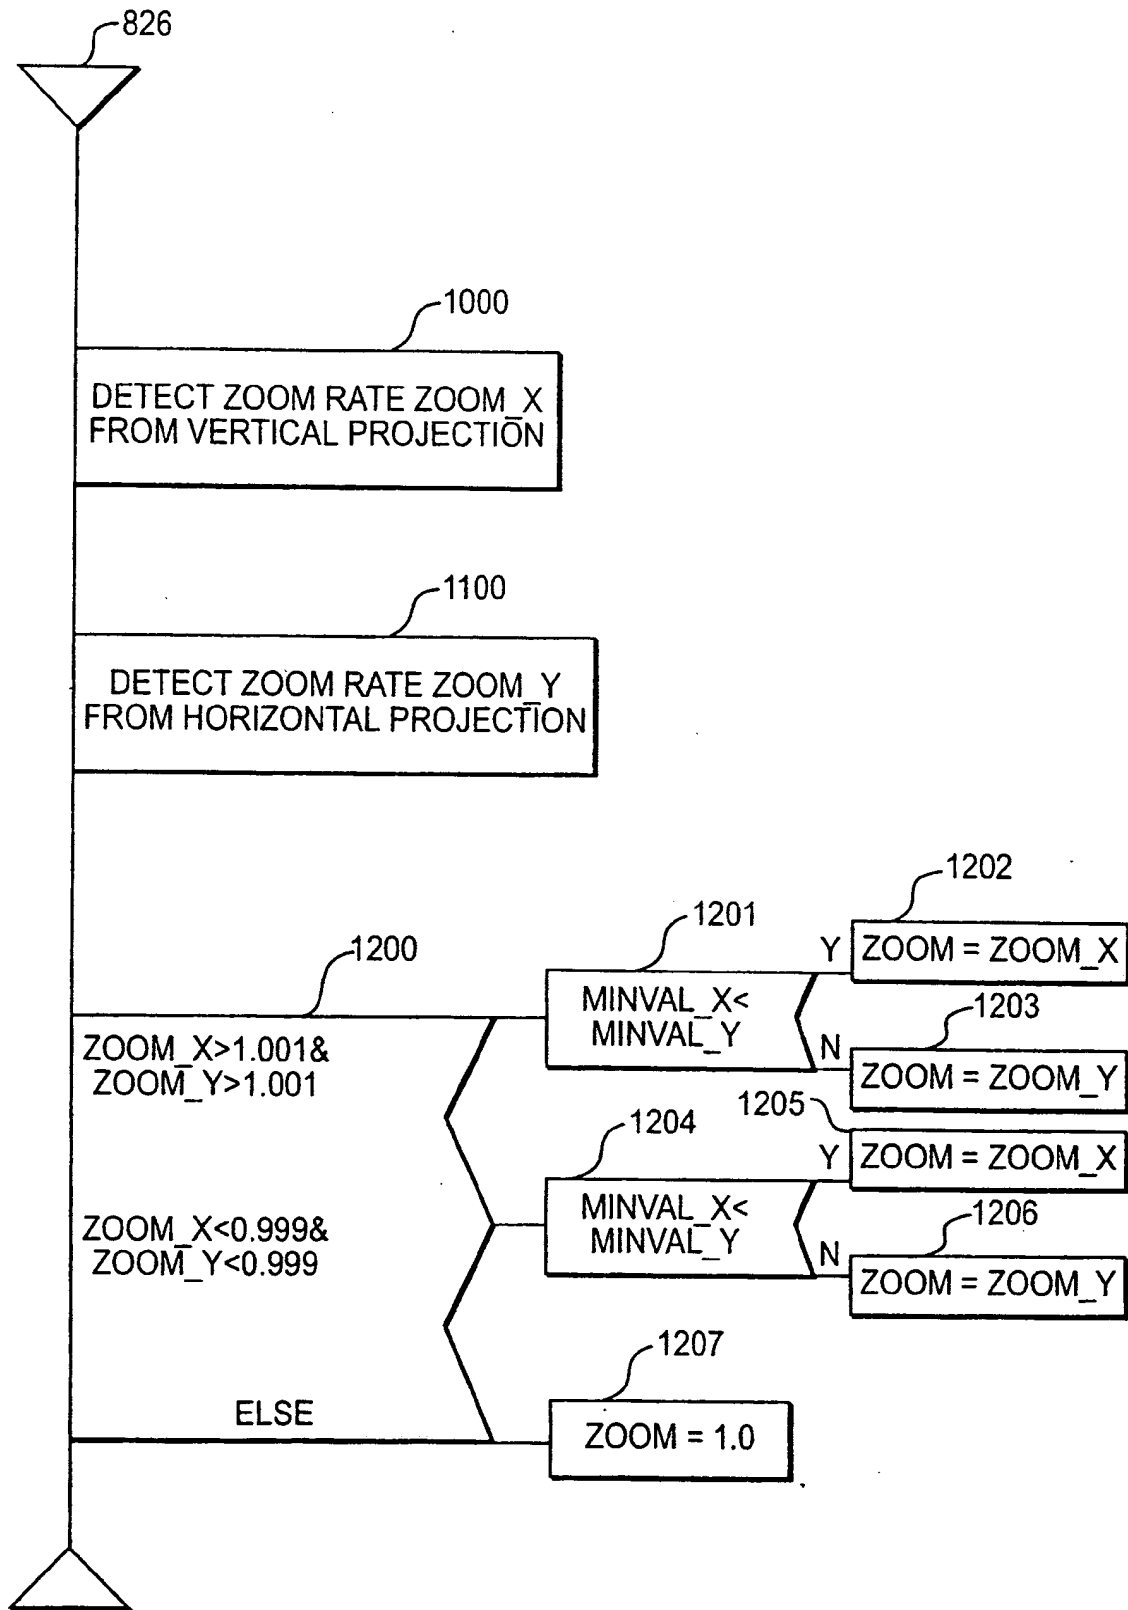 826
1000
DETECT ZOOM RATE ZOOM_X
FROM VERTICAL PROJECTION
1100
DETECT ZOOM RATE ZOOM_Y
FROM HORIZONTAL PROJECTION
1200
ZOOM_X>1.001&
ZOOM_Y>1.001
1201
MINVAL_X<
MINVAL_Y
1202
Y
ZOOM = ZOOM_X
1203
N
ZOOM = ZOOM_Y
ZOOM_X<0.999&
ZOOM_Y<0.999
1204
MINVAL_X<
MINVAL_Y
1205
Y
ZOOM = ZOOM_X
1206
N
ZOOM = ZOOM_Y
ELSE
1207
ZOOM = 1.0